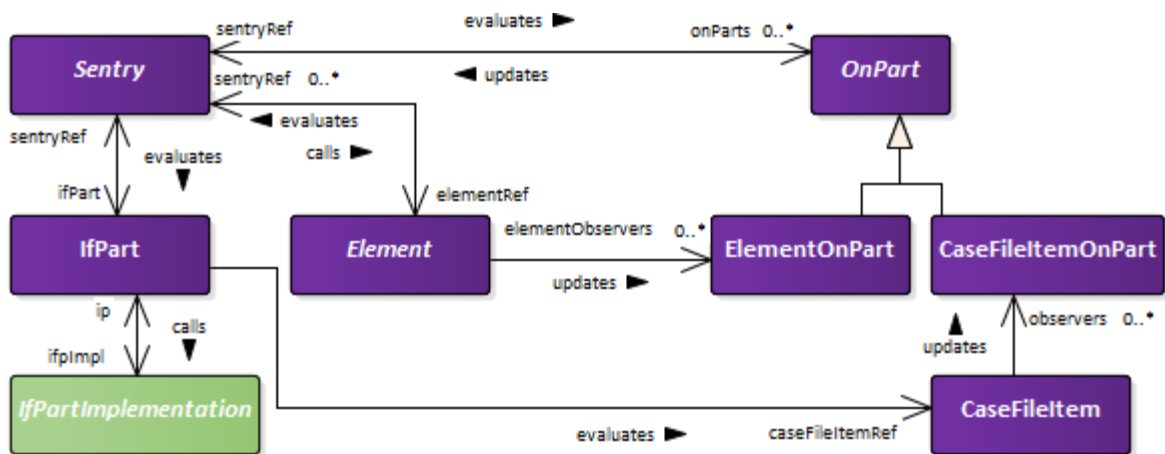 evaluates ►
sentryRef
onParts 0..*
Sentry
OnPart
◄ updates
sentryRef 0..*
◄ evaluates
calls ►
sentryRef
evaluates
▼
ifPart
elementRef
IfPart
Element
elementObservers 0..*
updates ►
ElementOnPart
CaseFileItemOnPart
ip
calls
▼
ifpImpl
▲
updates
observers 0..*
IfPartImplementation
CaseFileItem
evaluates ►
caseFileItemRef